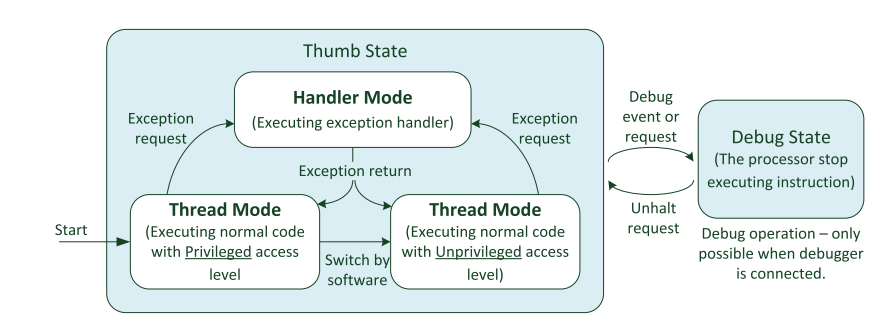 Thumb State
Handler Mode
(Executing exception handler)
Exception
request
Exception
request
Exception return
Start
Thread Mode
(Executing normal code
with Privileged access
level
Switch by
software
Thread Mode
(Executing normal code
with Unprivileged access
level)
Debug
event or
request
Unhalt
request
Debug State
(The processor stop
executing instruction)
Debug operation – only
possible when debugger
is connected.